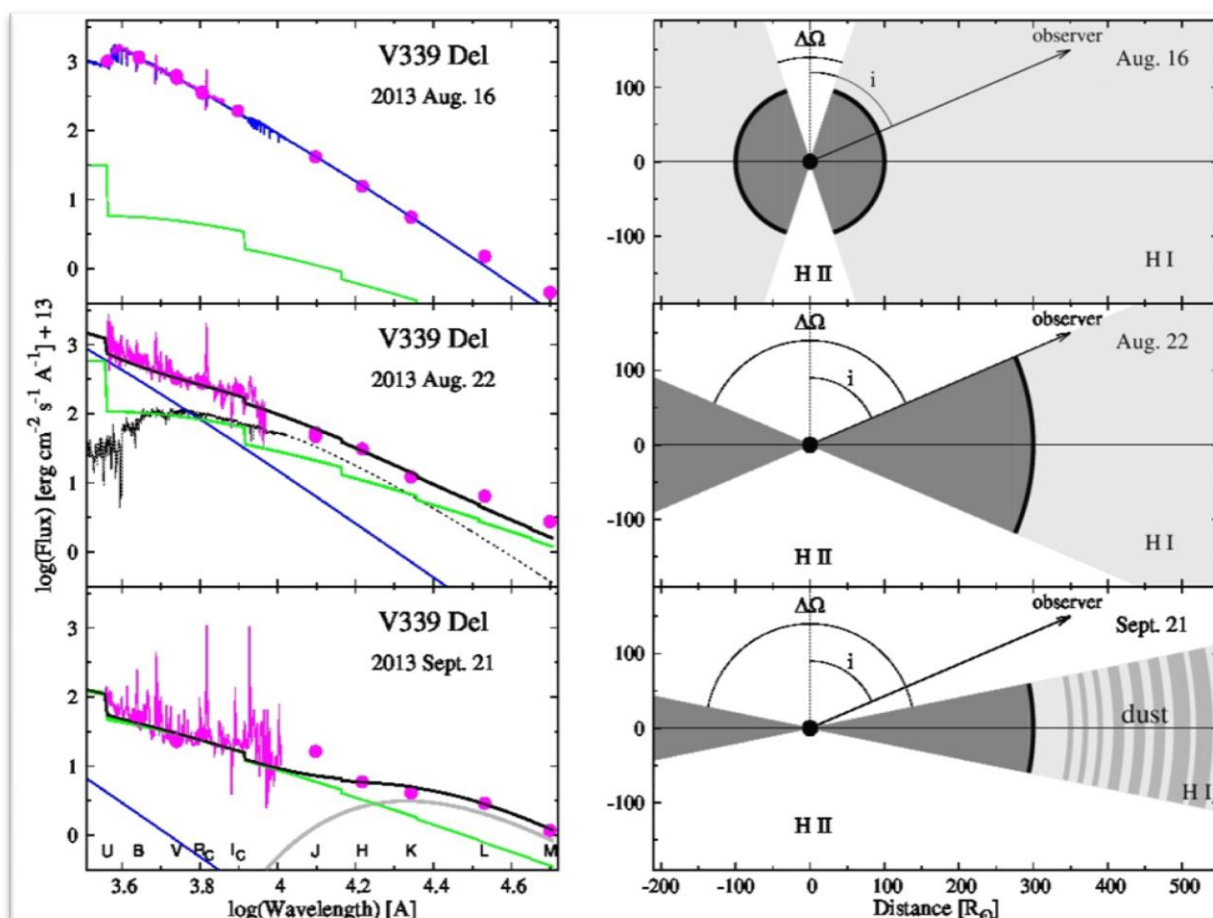 V339 Del
2013 Aug. 16
3
2
1
0
ΔΩ
i
observer
Aug. 16
100
0
-100
H II
H I
log(Flux) [erg cm⁻² s⁻¹ A⁻¹] + 13
V339 Del
2013 Aug. 22
3
2
1
0
ΔΩ
i
observer
Aug. 22
100
0
-100
H II
H I
V339 Del
2013 Sept. 21
3
2
1
0
U B V R_C I_C J H K L M
3.6 3.8 4 4.2 4.4 4.6
log(Wavelength) [A]
ΔΩ
i
observer
Sept. 21
100
0
-100
dust
H II
H I
-200 -100 0 100 200 300 400 500
Distance [R⊙]